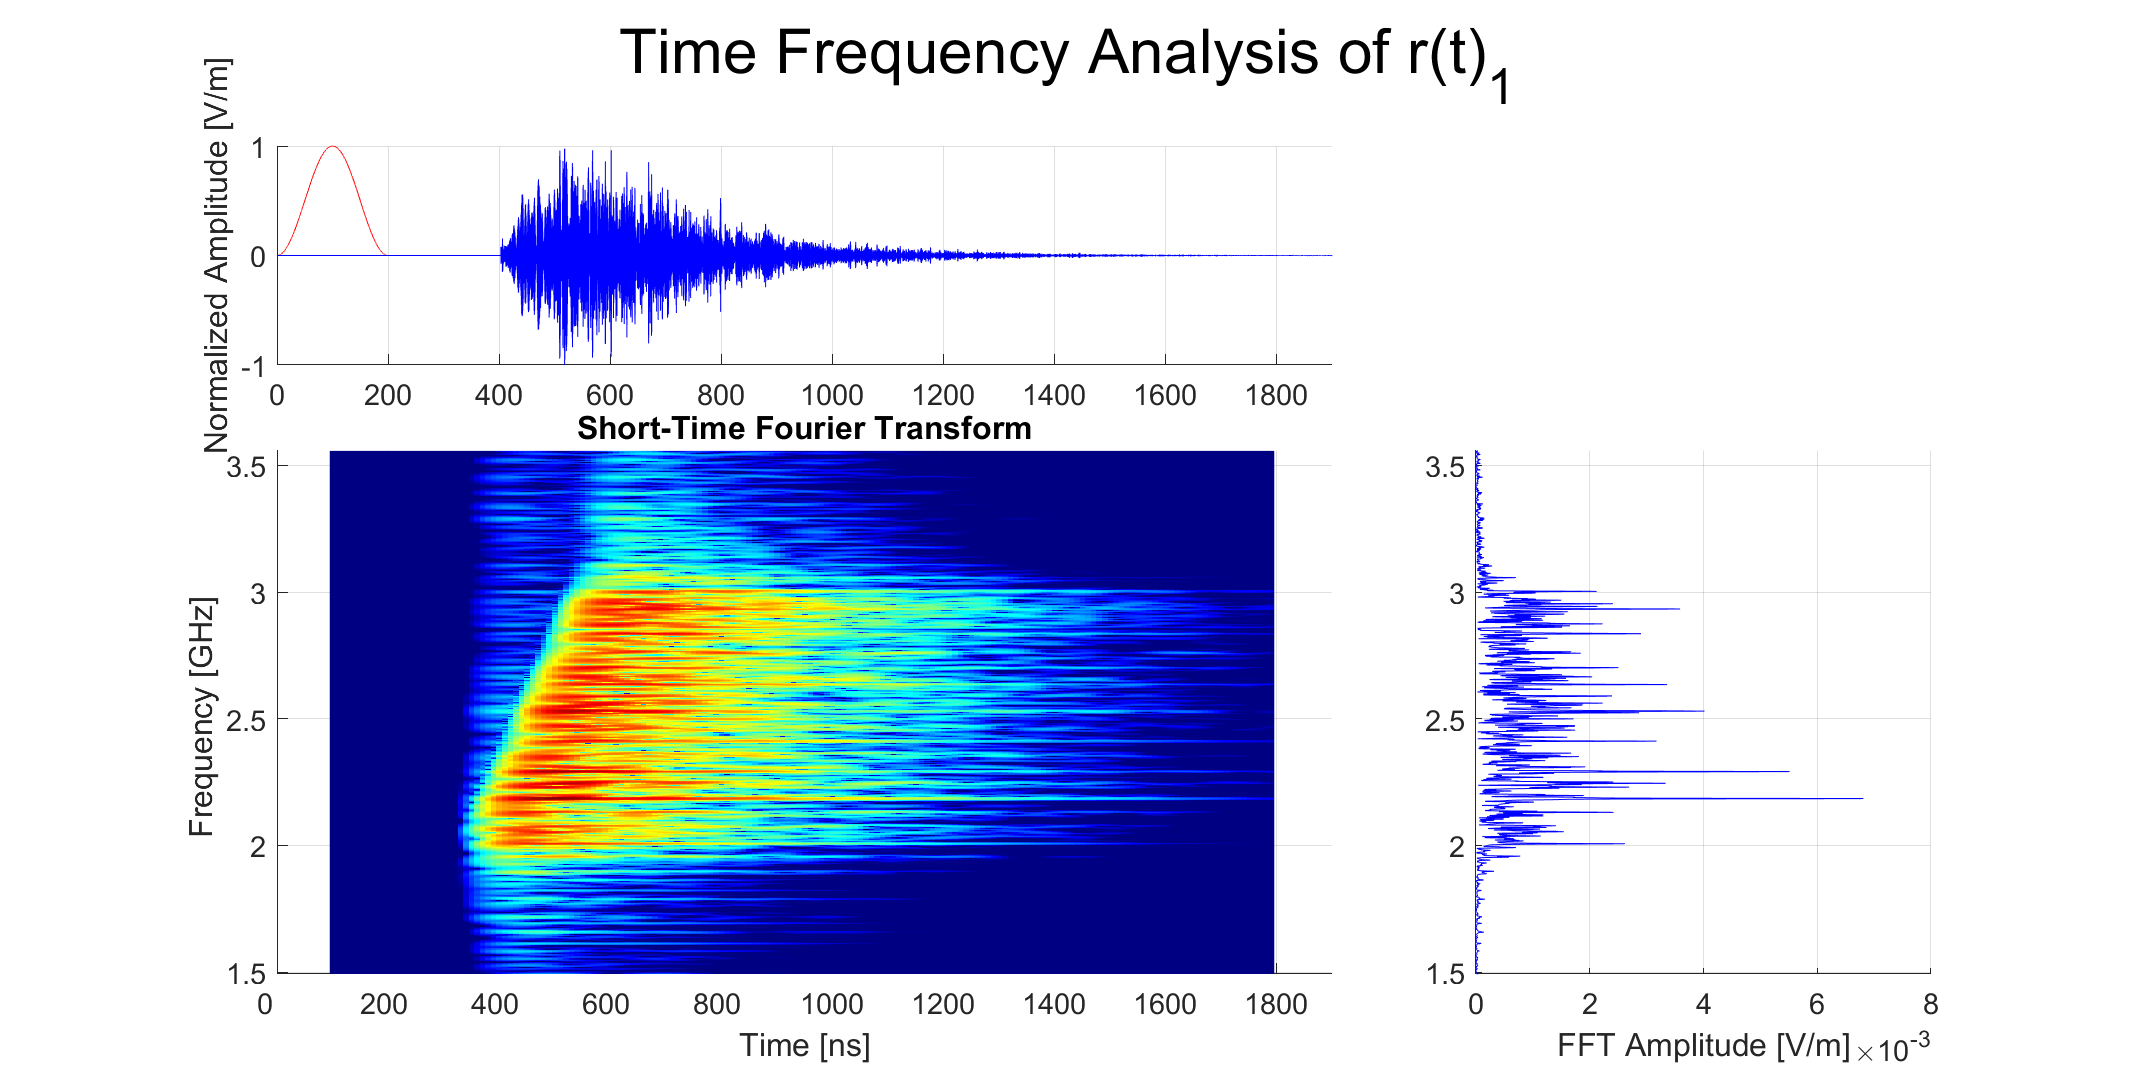 Time Frequency Analysis of r(t)₁
Normalized Amplitude [V/m]
1
0
-1
0 200 400 600 800 1000 1200 1400 1600 1800
Short-Time Fourier Transform
Frequency [GHz]
3.5
3
2.5
2
1.5
0 200 400 600 800 1000 1200 1400 1600 1800
Time [ns]
3.5
3
2.5
2
1.5
0 2 4 6 8
FFT Amplitude [V/m] ×10⁻³